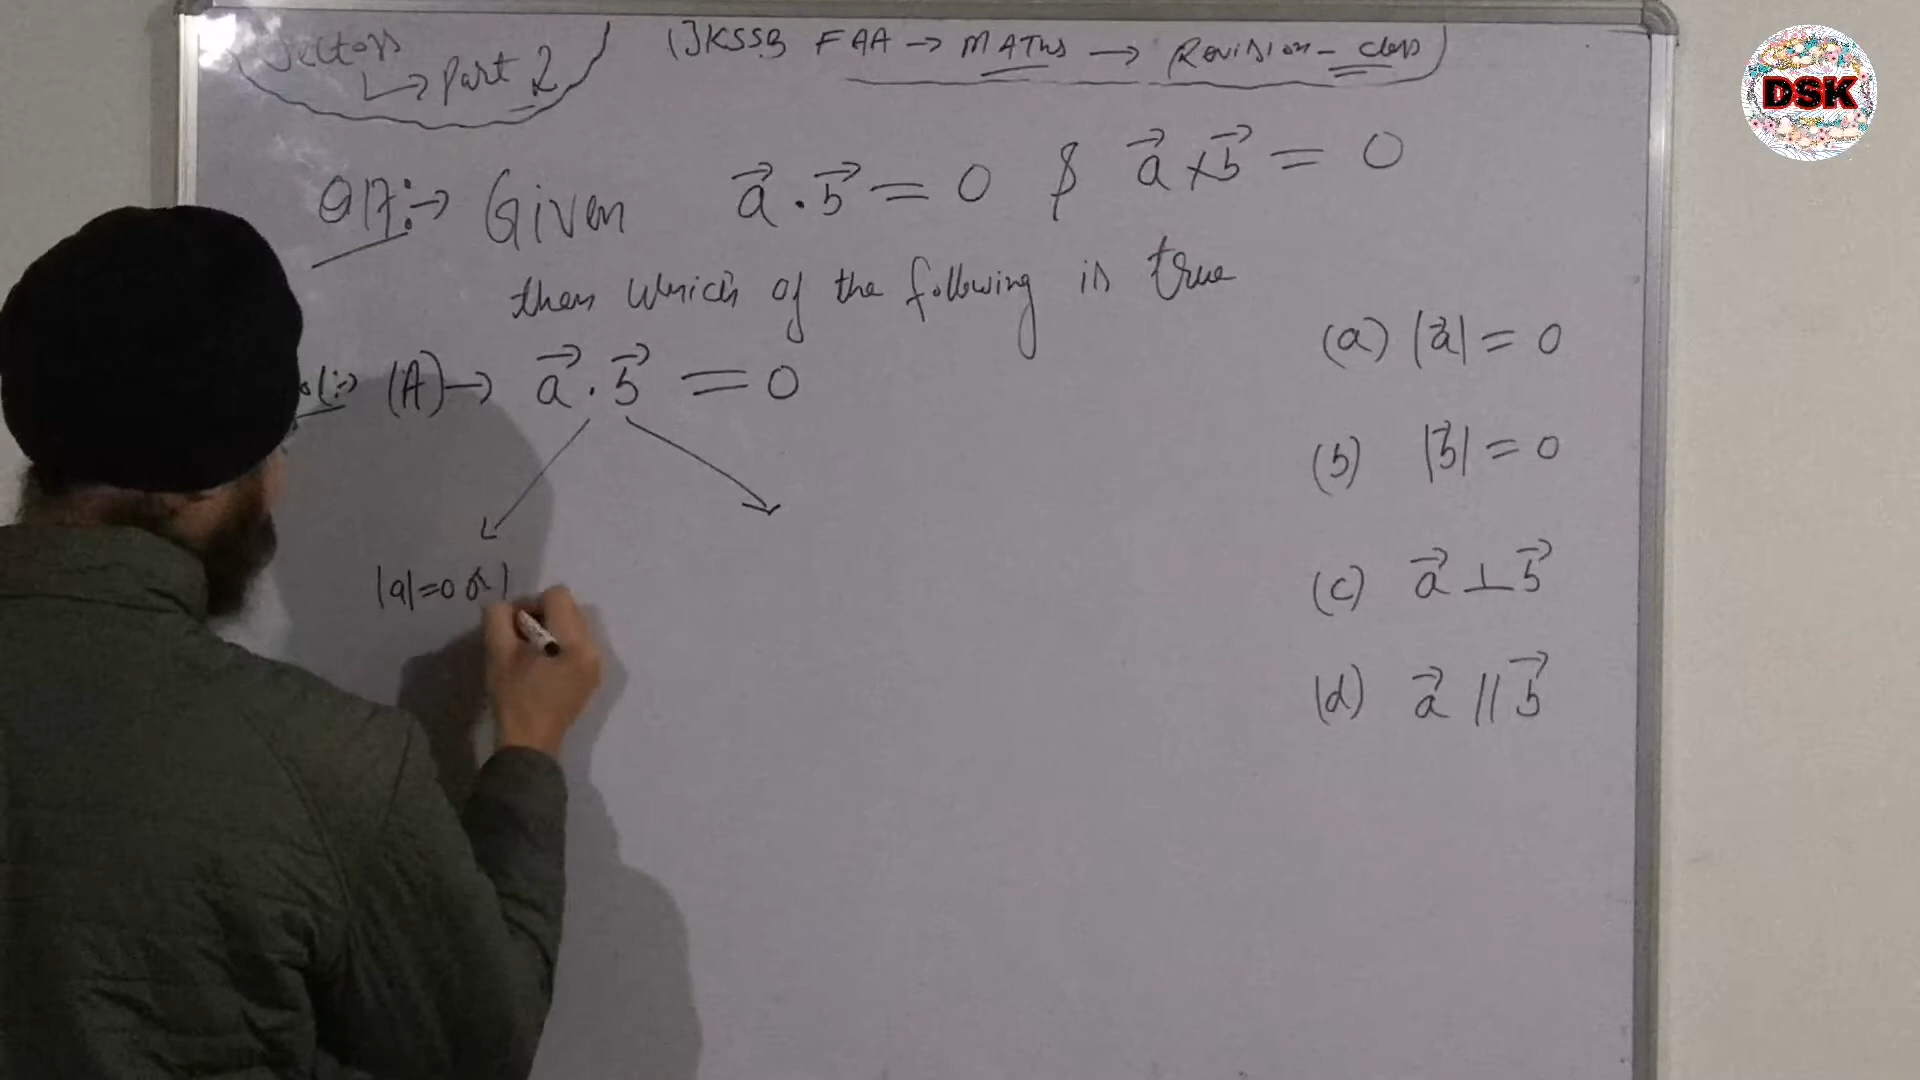 Vectors
→ Part 2
JKSSB FAA → MATHS → Revision - class
DSK
Q17:→ Given a⃗ . b⃗ = 0 & a⃗ × b⃗ = 0
then which of the following is true
Sol:→ (A) → a⃗ . b⃗ = 0
|a| = 0 or |
(a) |a⃗| = 0
(b) |b⃗| = 0
(c) a⃗ ⊥ b⃗
(d) a⃗ || b⃗